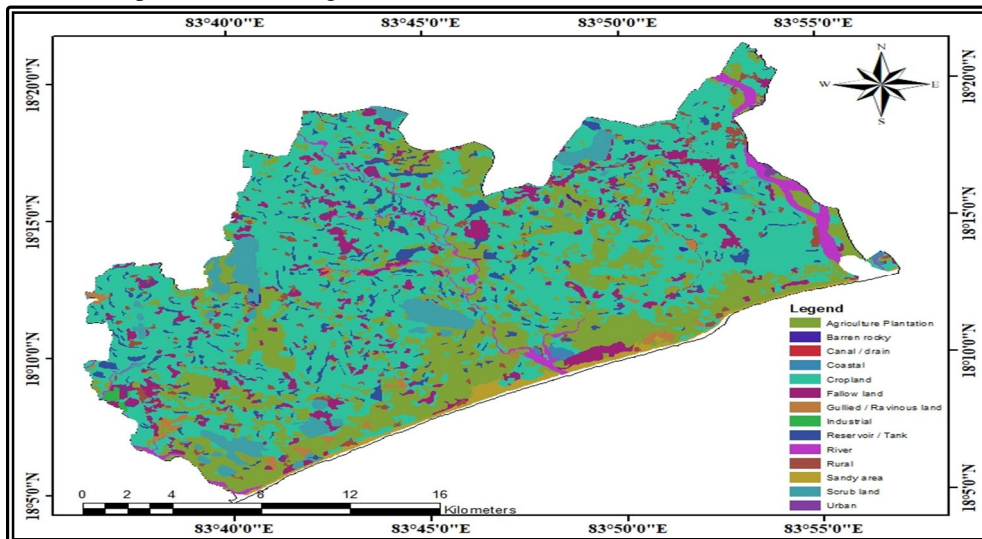 83°40'0"E 83°45'0"E 83°50'0"E 83°55'0"E
N
W E
S
18°20'0"N
18°15'0"N
18°10'0"N
18°5'0"N
18°20'0"N
18°15'0"N
18°10'0"N
18°5'0"N
Legend
Agriculture Plantation
Barren rocky
Canal / drain
Coastal
Cropland
Fallow land
Gullied / Ravinous land
Industrial
Reservoir / Tank
River
Rural
Sandy area
Scrub land
Urban
0 2 4 8 12 16
Kilometers
83°40'0"E 83°45'0"E 83°50'0"E 83°55'0"E